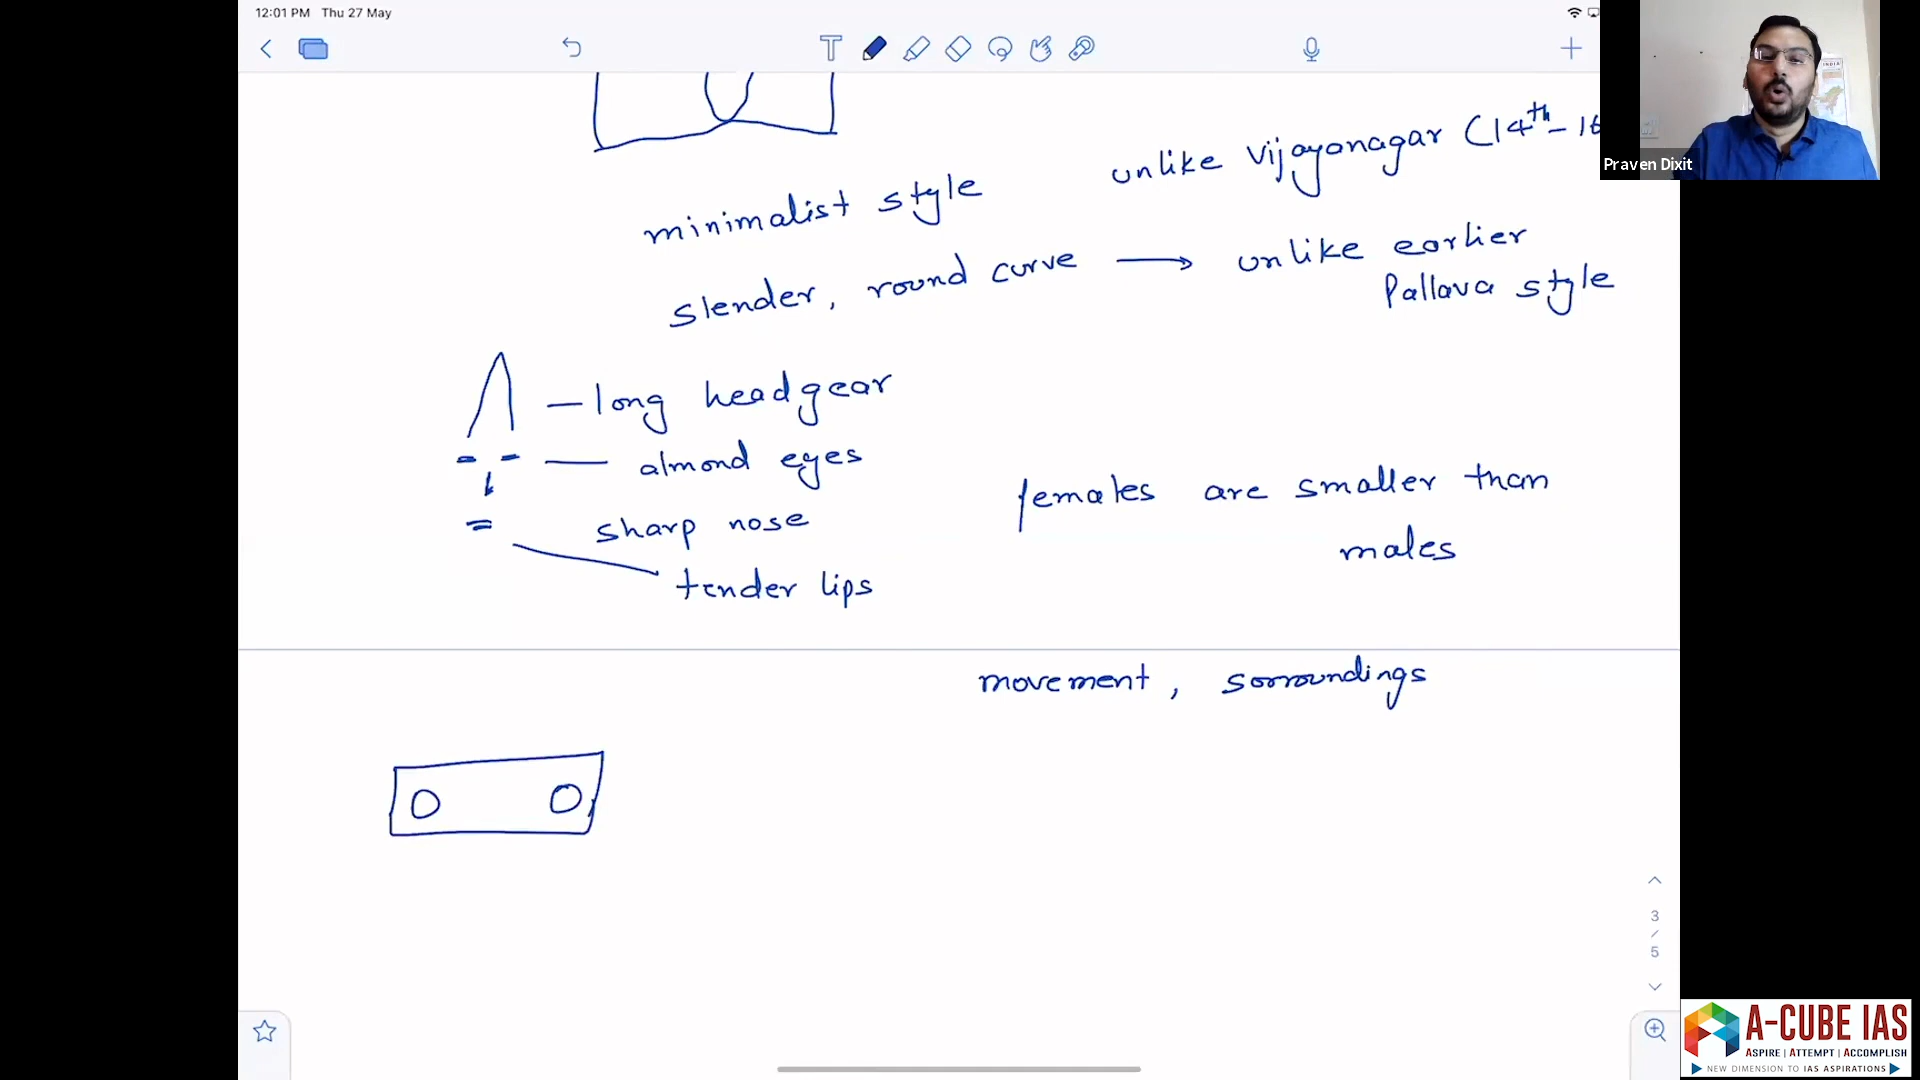 12:01 PM Thu 27 May
INDIA
Praven Dixit
unlike Vijayanagar (14th - 16
minimalist style
slender, round curve → unlike earlier
Pallava style
— long headgear
— almond eyes
sharp nose
tender lips
females are smaller than
males
movement, sorroundings
3
/
5
A-CUBE IAS
ASPIRE | ATTEMPT | ACCOMPLISH
NEW DIMENSION TO IAS ASPIRATIONS